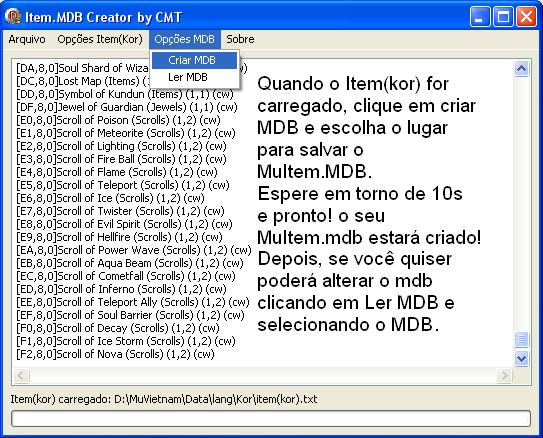 Item.MDB Creator by CMT
Arquivo Opções Item(Kor) Opções MDB Sobre
Criar MDB
Ler MDB
[DA,8,0]Soul Shard of Wiza
[DC,8,0]Lost Map (Items) (1,1) (cw)
[DD,8,0]Symbol of Kundun (Items) (1,1) (cw)
[DF,8,0]Jewel of Guardian (Jewels) (1,1) (cw)
[E0,8,0]Scroll of Poison (Scrolls) (1,2) (cw)
[E1,8,0]Scroll of Meteorite (Scrolls) (1,2) (cw)
[E2,8,0]Scroll of Lighting (Scrolls) (1,2) (cw)
[E3,8,0]Scroll of Fire Ball (Scrolls) (1,2) (cw)
[E4,8,0]Scroll of Flame (Scrolls) (1,2) (cw)
[E5,8,0]Scroll of Teleport (Scrolls) (1,2) (cw)
[E6,8,0]Scroll of Ice (Scrolls) (1,2) (cw)
[E7,8,0]Scroll of Twister (Scrolls) (1,2) (cw)
[E8,8,0]Scroll of Evil Spirit (Scrolls) (1,2) (cw)
[E9,8,0]Scroll of Hellfire (Scrolls) (1,2) (cw)
[EA,8,0]Scroll of Power Wave (Scrolls) (1,2) (cw)
[EB,8,0]Scroll of Aqua Beam (Scrolls) (1,2) (cw)
[EC,8,0]Scroll of Cometfall (Scrolls) (1,2) (cw)
[ED,8,0]Scroll of Inferno (Scrolls) (1,2) (cw)
[EE,8,0]Scroll of Teleport Ally (Scrolls) (1,2) (cw)
[EF,8,0]Scroll of Soul Barrier (Scrolls) (1,2) (cw)
[F0,8,0]Scroll of Decay (Scrolls) (1,2) (cw)
[F1,8,0]Scroll of Ice Storm (Scrolls) (1,2) (cw)
[F2,8,0]Scroll of Nova (Scrolls) (1,2) (cw)
Quando o Item(kor) for
carregado, clique em criar
MDB e escolha o lugar
para salvar o
MuItem.MDB.
Espere em torno de 10s
e pronto! o seu
MuItem.mdb estará criado!
Depois, se você quiser
poderá alterar o mdb
clicando em Ler MDB e
selecionando o MDB.
Item(kor) carregado: D:\MuVietnam\Data\lang\Kor\item(kor).txt